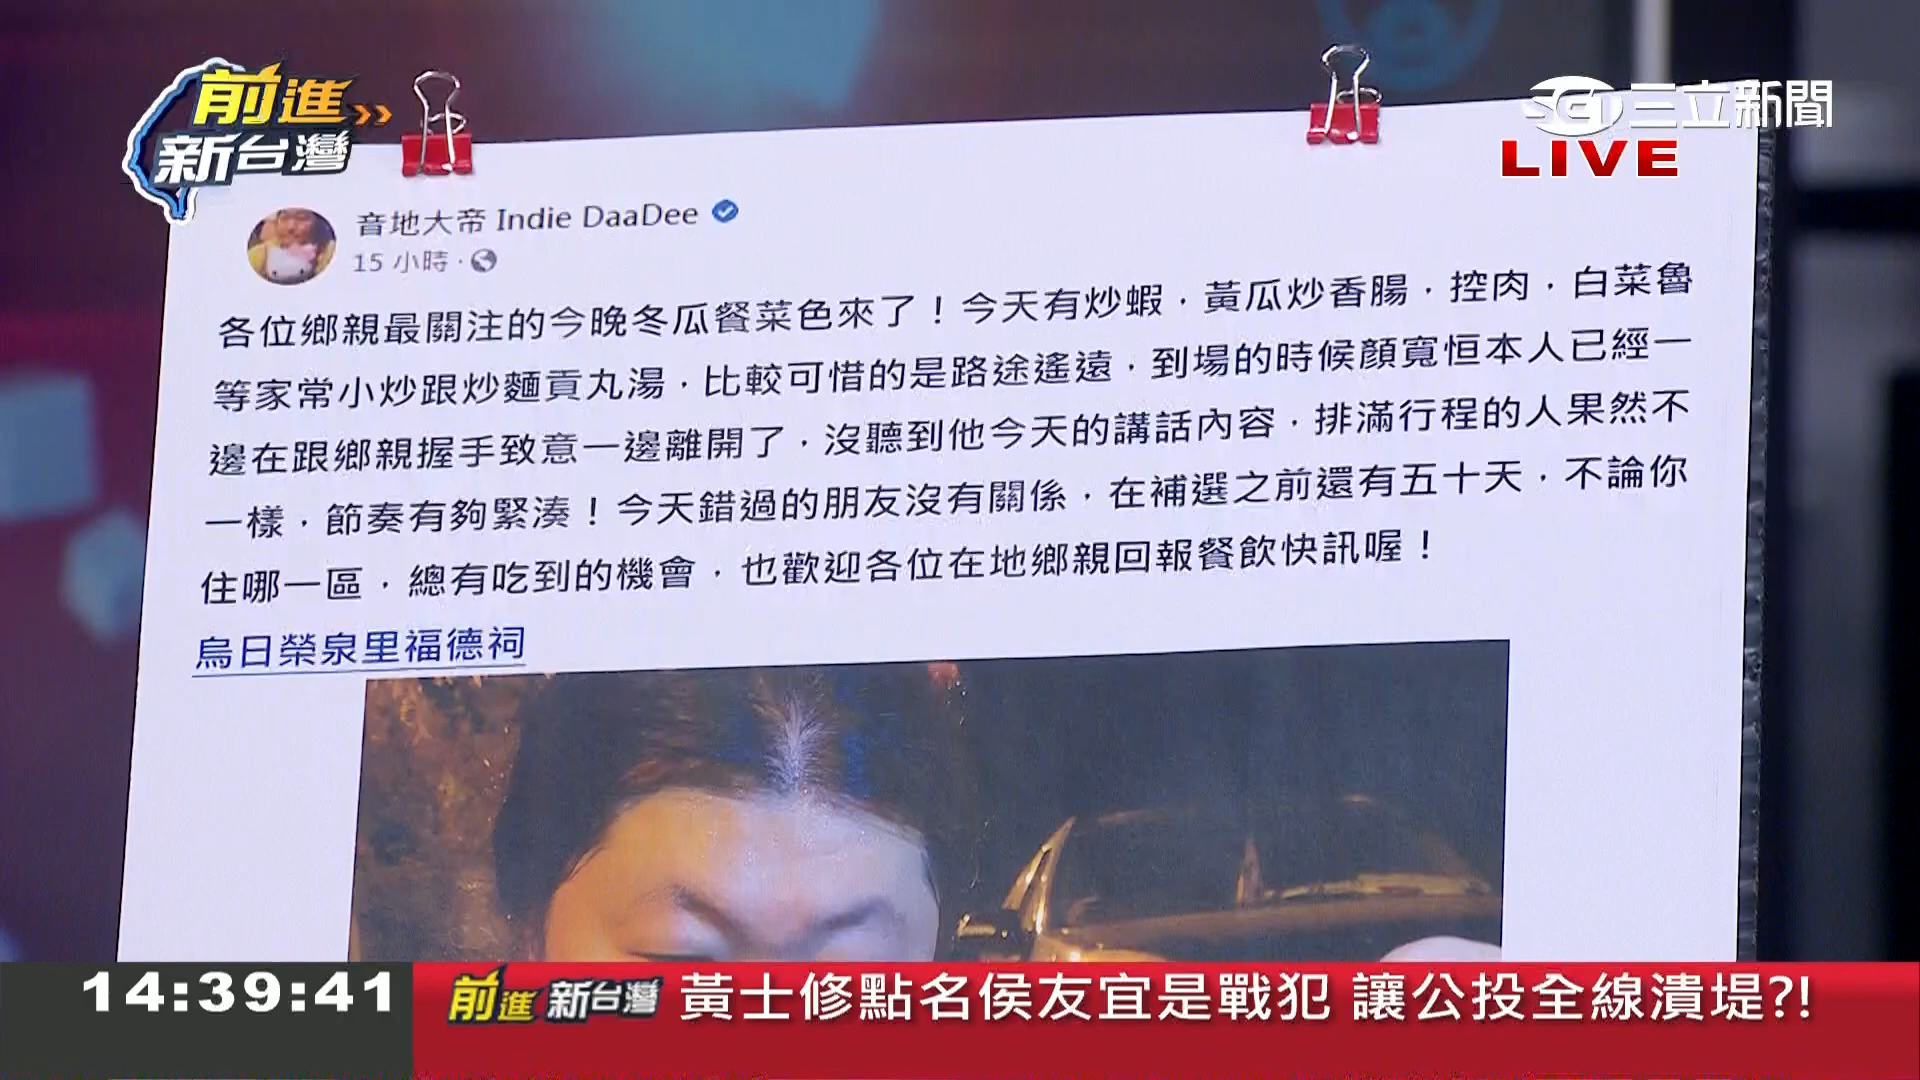 前進
新台灣
SET三立新聞
LIVE
音地大帝 Indie DaaDee
15 小時 ·
各位鄉親最關注的今晚冬瓜餐菜色來了！今天有炒蝦，黃瓜炒香腸，控肉，白菜魯
等家常小炒跟炒麵貢丸湯，比較可惜的是路途遙遠，到場的時候顏寬恒本人已經一
邊在跟鄉親握手致意一邊離開了，沒聽到他今天的講話內容，排滿行程的人果然不
一樣，節奏有夠緊湊！今天錯過的朋友沒有關係，在補選之前還有五十天，不論你
住哪一區，總有吃到的機會，也歡迎各位在地鄉親回報餐飲快訊喔！
烏日榮泉里福德祠
14:39:41
前進新台灣 黃士修點名侯友宜是戰犯 讓公投全線潰堤?!